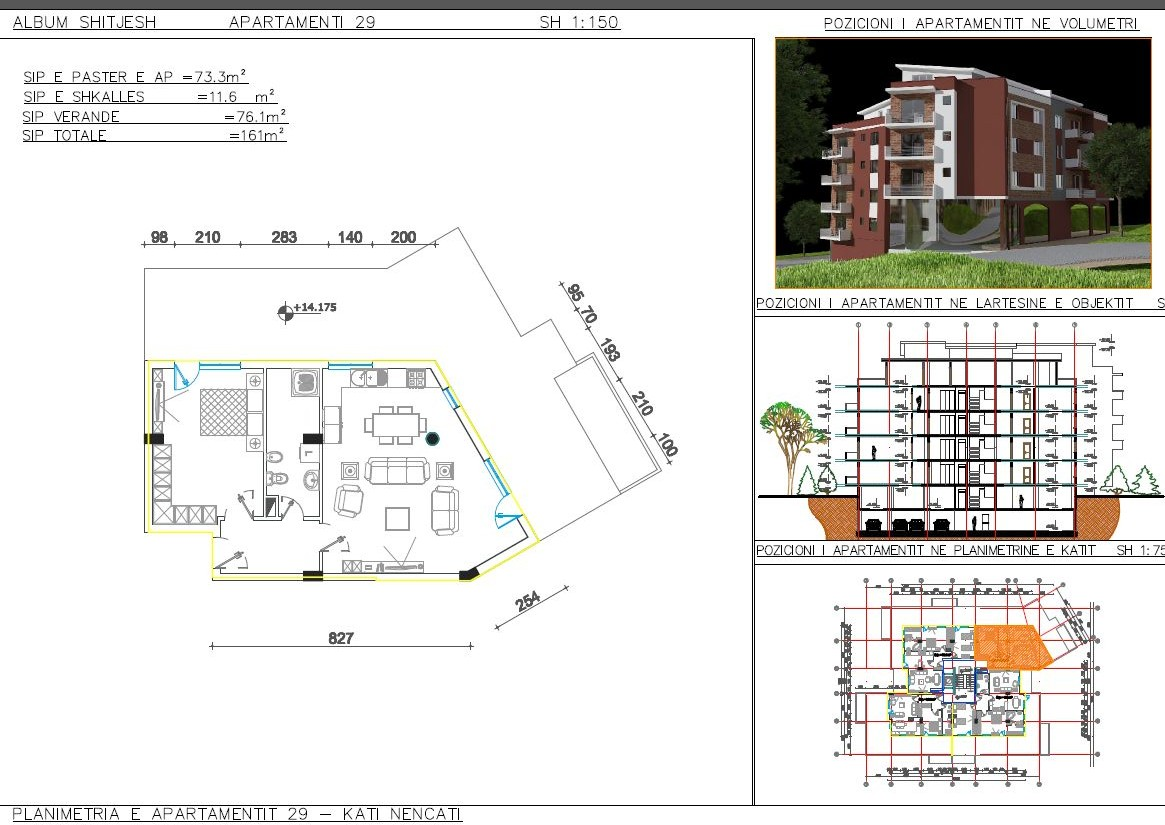 ALBUM SHITJESH APARTAMENTI 29 SH 1:150
SIP E PASTER E AP =73.3m²
SIP E SHKALLES =11.6 m²
SIP VERANDE =76.1m²
SIP TOTALE =161m²
98 210 283 140 200
+14.175
95 70 193 210 100
254
827
PLANIMETRIA E APARTAMENTIT 29 – KATI NENCATI
POZICIONI I APARTAMENTIT NE VOLUMETRI
POZICIONI I APARTAMENTIT NE LARTESINE E OBJEKTIT S
POZICIONI I APARTAMENTIT NE PLANIMETRINE E KATIT SH 1:75